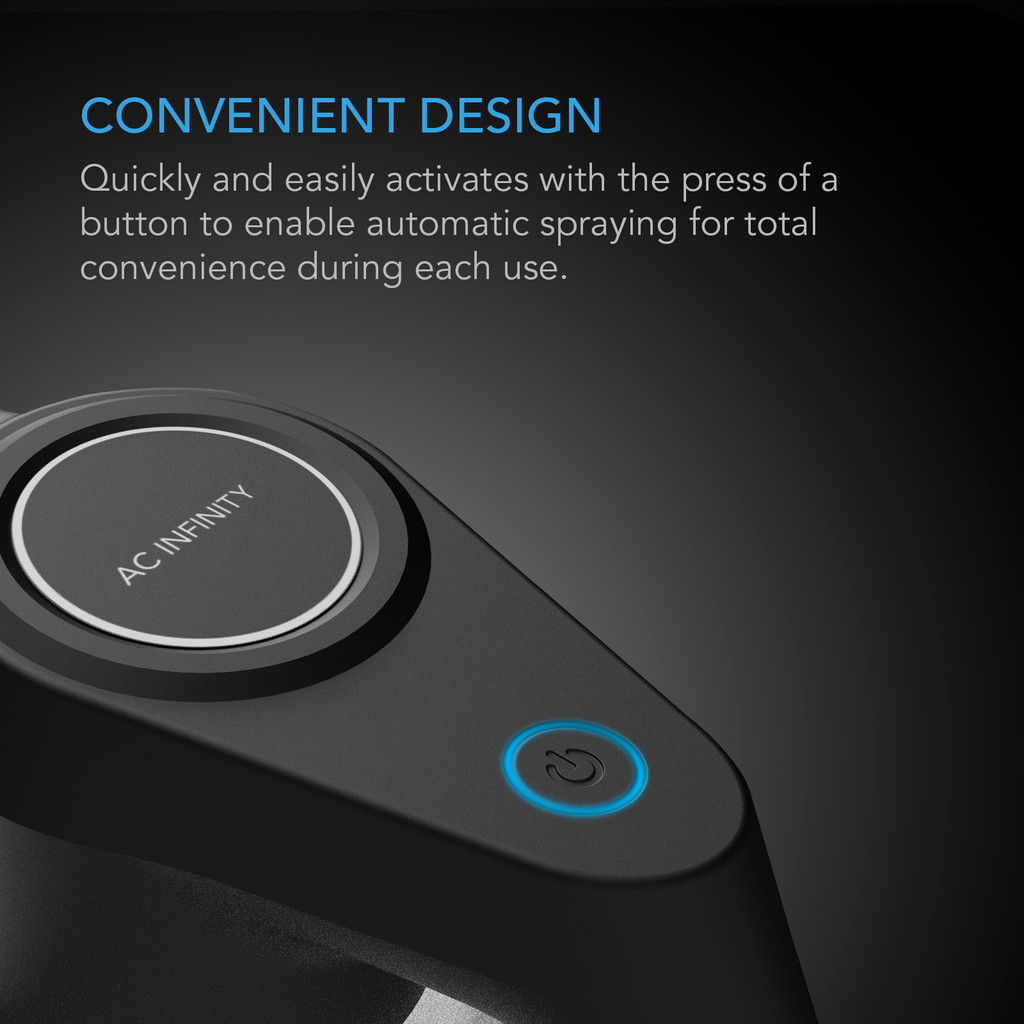 CONVENIENT DESIGN
Quickly and easily activates with the press of a
button to enable automatic spraying for total
convenience during each use.
AC INFINITY